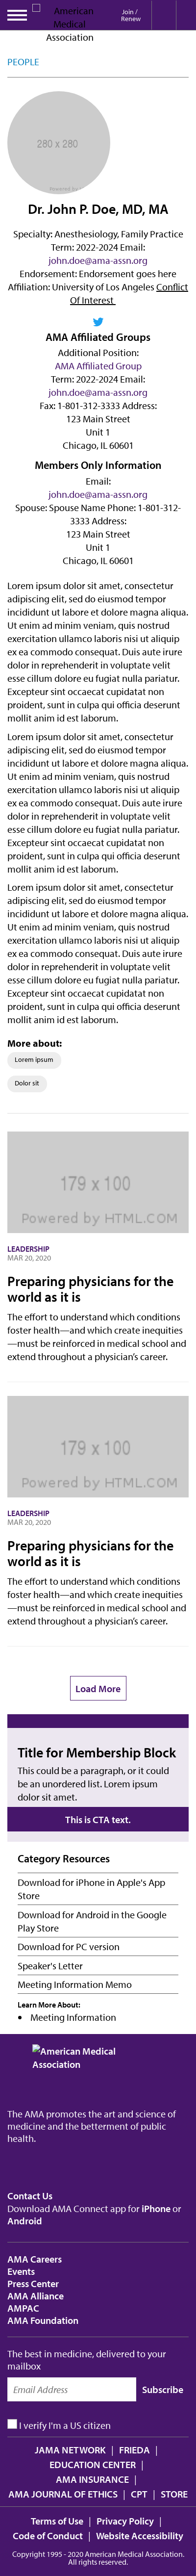 American
Medical
Association
Join /
Renew
PEOPLE
280 x 280
Powered by
Dr. John P. Doe, MD, MA
Specialty: Anesthesiology, Family Practice
Term: 2022-2024 Email:
john.doe@ama-assn.org
Endorsement: Endorsement goes here
Affiliation: University of Los Angeles Conflict
Of Interest
AMA Affiliated Groups
Additional Position:
AMA Affiliated Group
Term: 2022-2024 Email:
john.doe@ama-assn.org
Fax: 1-801-312-3333 Address:
123 Main Street
Unit 1
Chicago, IL 60601
Members Only Information
Email:
john.doe@ama-assn.org
Spouse: Spouse Name Phone: 1-801-312-
3333 Address:
123 Main Street
Unit 1
Chicago, IL 60601
Lorem ipsum dolor sit amet, consectetur
adipiscing elit, sed do eiusmod tempor
incididunt ut labore et dolore magna aliqua.
Ut enim ad minim veniam, quis nostrud
exercitation ullamco laboris nisi ut aliquip
ex ea commodo consequat. Duis aute irure
dolor in reprehenderit in voluptate velit
esse cillum dolore eu fugiat nulla pariatur.
Excepteur sint occaecat cupidatat non
proident, sunt in culpa qui officia deserunt
mollit anim id est laborum.
Lorem ipsum dolor sit amet, consectetur
adipiscing elit, sed do eiusmod tempor
incididunt ut labore et dolore magna aliqua.
Ut enim ad minim veniam, quis nostrud
exercitation ullamco laboris nisi ut aliquip
ex ea commodo consequat. Duis aute irure
dolor in reprehenderit in voluptate velit
esse cillum dolore eu fugiat nulla pariatur.
Excepteur sint occaecat cupidatat non
proident, sunt in culpa qui officia deserunt
mollit anim id est laborum.
Lorem ipsum dolor sit amet, consectetur
adipiscing elit, sed do eiusmod tempor
incididunt ut labore et dolore magna aliqua.
Ut enim ad minim veniam, quis nostrud
exercitation ullamco laboris nisi ut aliquip
ex ea commodo consequat. Duis aute irure
dolor in reprehenderit in voluptate velit
esse cillum dolore eu fugiat nulla pariatur.
Excepteur sint occaecat cupidatat non
proident, sunt in culpa qui officia deserunt
mollit anim id est laborum.
More about:
Lorem ipsum
Dolor sit
179 x 100
Powered by HTML.COM
LEADERSHIP
MAR 20, 2020
Preparing physicians for the
world as it is
The effort to understand which conditions
foster health—and which create inequities
—must be reinforced in medical school and
extend throughout a physician's career.
179 x 100
Powered by HTML.COM
LEADERSHIP
MAR 20, 2020
Preparing physicians for the
world as it is
The effort to understand which conditions
foster health—and which create inequities
—must be reinforced in medical school and
extend throughout a physician's career.
Load More
Title for Membership Block
This could be a paragraph, or it could
be an unordered list. Lorem ipsum
dolor sit amet.
This is CTA text.
Category Resources
Download for iPhone in Apple's App
Store
Download for Android in the Google
Play Store
Download for PC version
Speaker's Letter
Meeting Information Memo
Learn More About:
• Meeting Information
American Medical
Association
The AMA promotes the art and science of
medicine and the betterment of public
health.
Contact Us
Download AMA Connect app for iPhone or
Android
AMA Careers
Events
Press Center
AMA Alliance
AMPAC
AMA Foundation
The best in medicine, delivered to your
mailbox
Email Address
Subscribe
I verify I'm a US citizen
JAMA NETWORK | FRIEDA |
EDUCATION CENTER |
AMA INSURANCE |
AMA JOURNAL OF ETHICS | CPT | STORE
Terms of Use | Privacy Policy |
Code of Conduct | Website Accessibility
Copyright 1995 - 2020 American Medical Association.
All rights reserved.